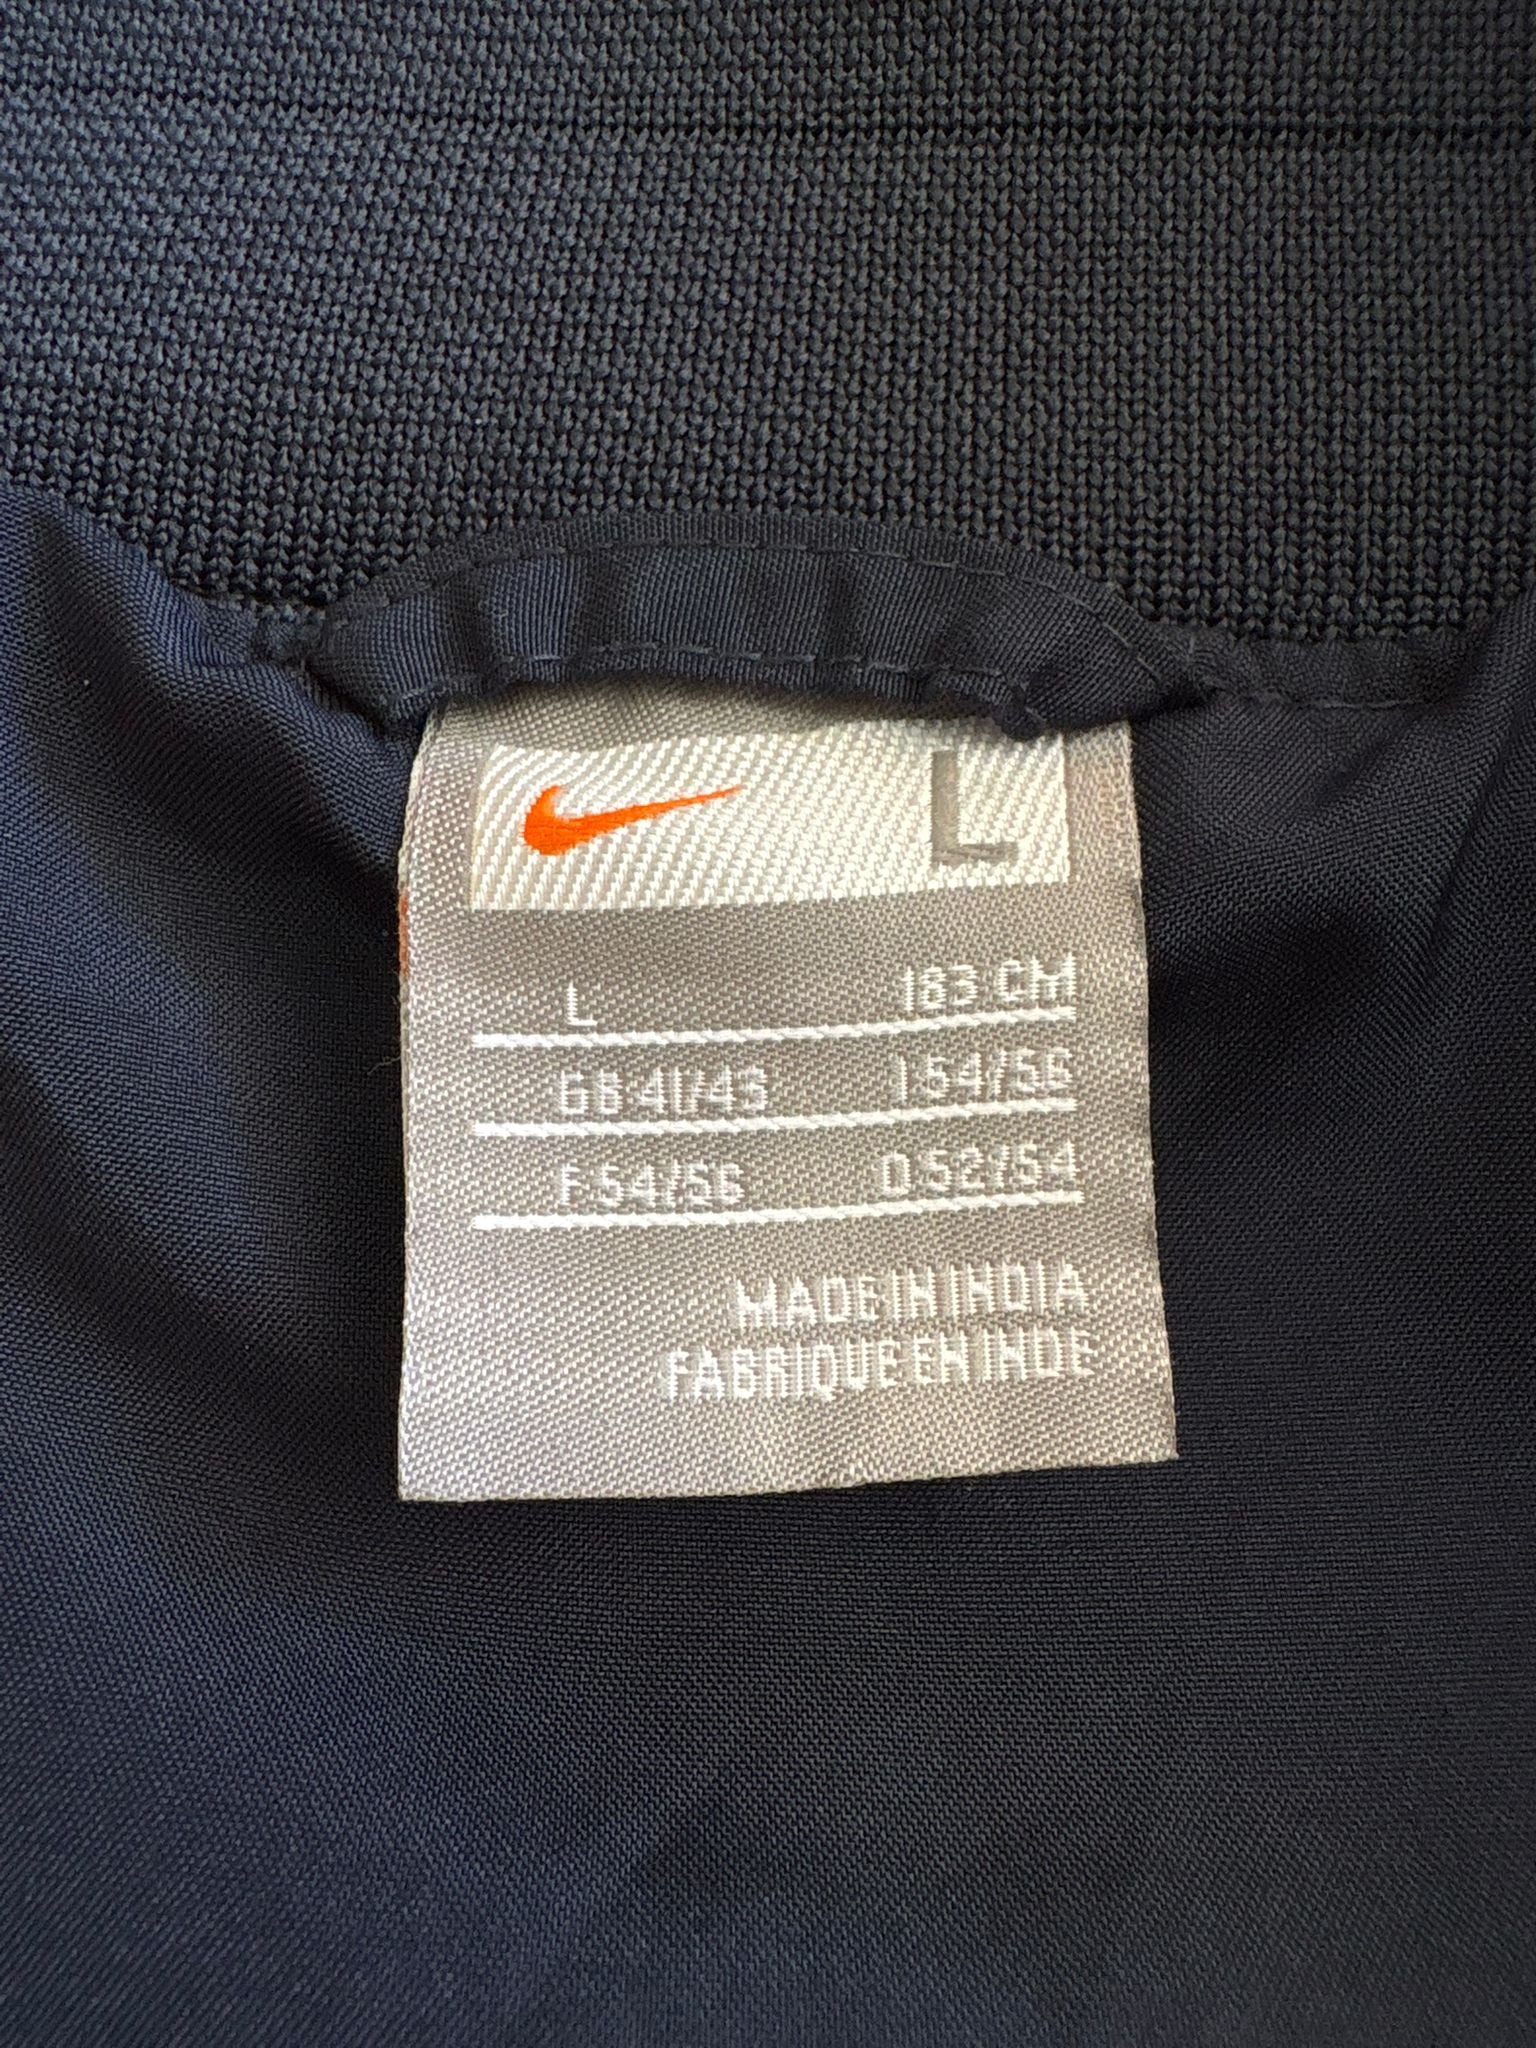 L
L 183 CM
GB·41/43 I·54/56
F·54/56 D·52/54
MADE IN INDIA
FABRIQUE EN INDE